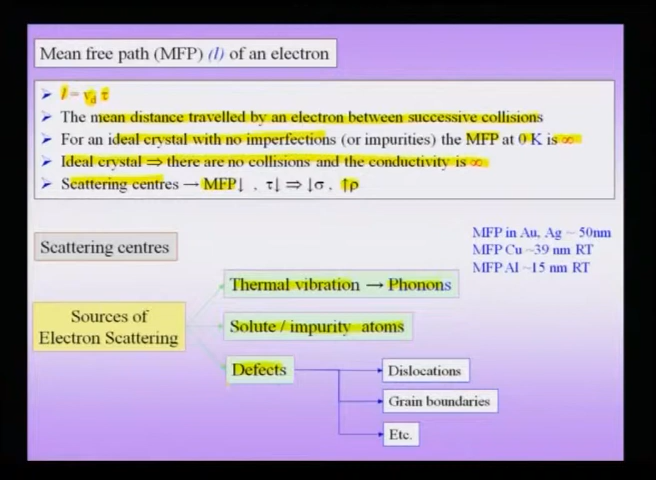 Mean free path (MFP) (l) of an electron
➢ l = v_d τ
➢ The mean distance travelled by an electron between successive collisions
➢ For an ideal crystal with no imperfections (or impurities) the MFP at 0 K is ∞
➢ Ideal crystal ⇒ there are no collisions and the conductivity is ∞
➢ Scattering centres → MFP↓ , τ↓ ⇒ ↓σ , ↑ρ
MFP in Au, Ag ~ 50nm
MFP Cu ~39 nm RT
MFP Al ~15 nm RT
Scattering centres
Sources of
Electron Scattering
Thermal vibration → Phonons
Solute / impurity atoms
Defects
Dislocations
Grain boundaries
Etc.